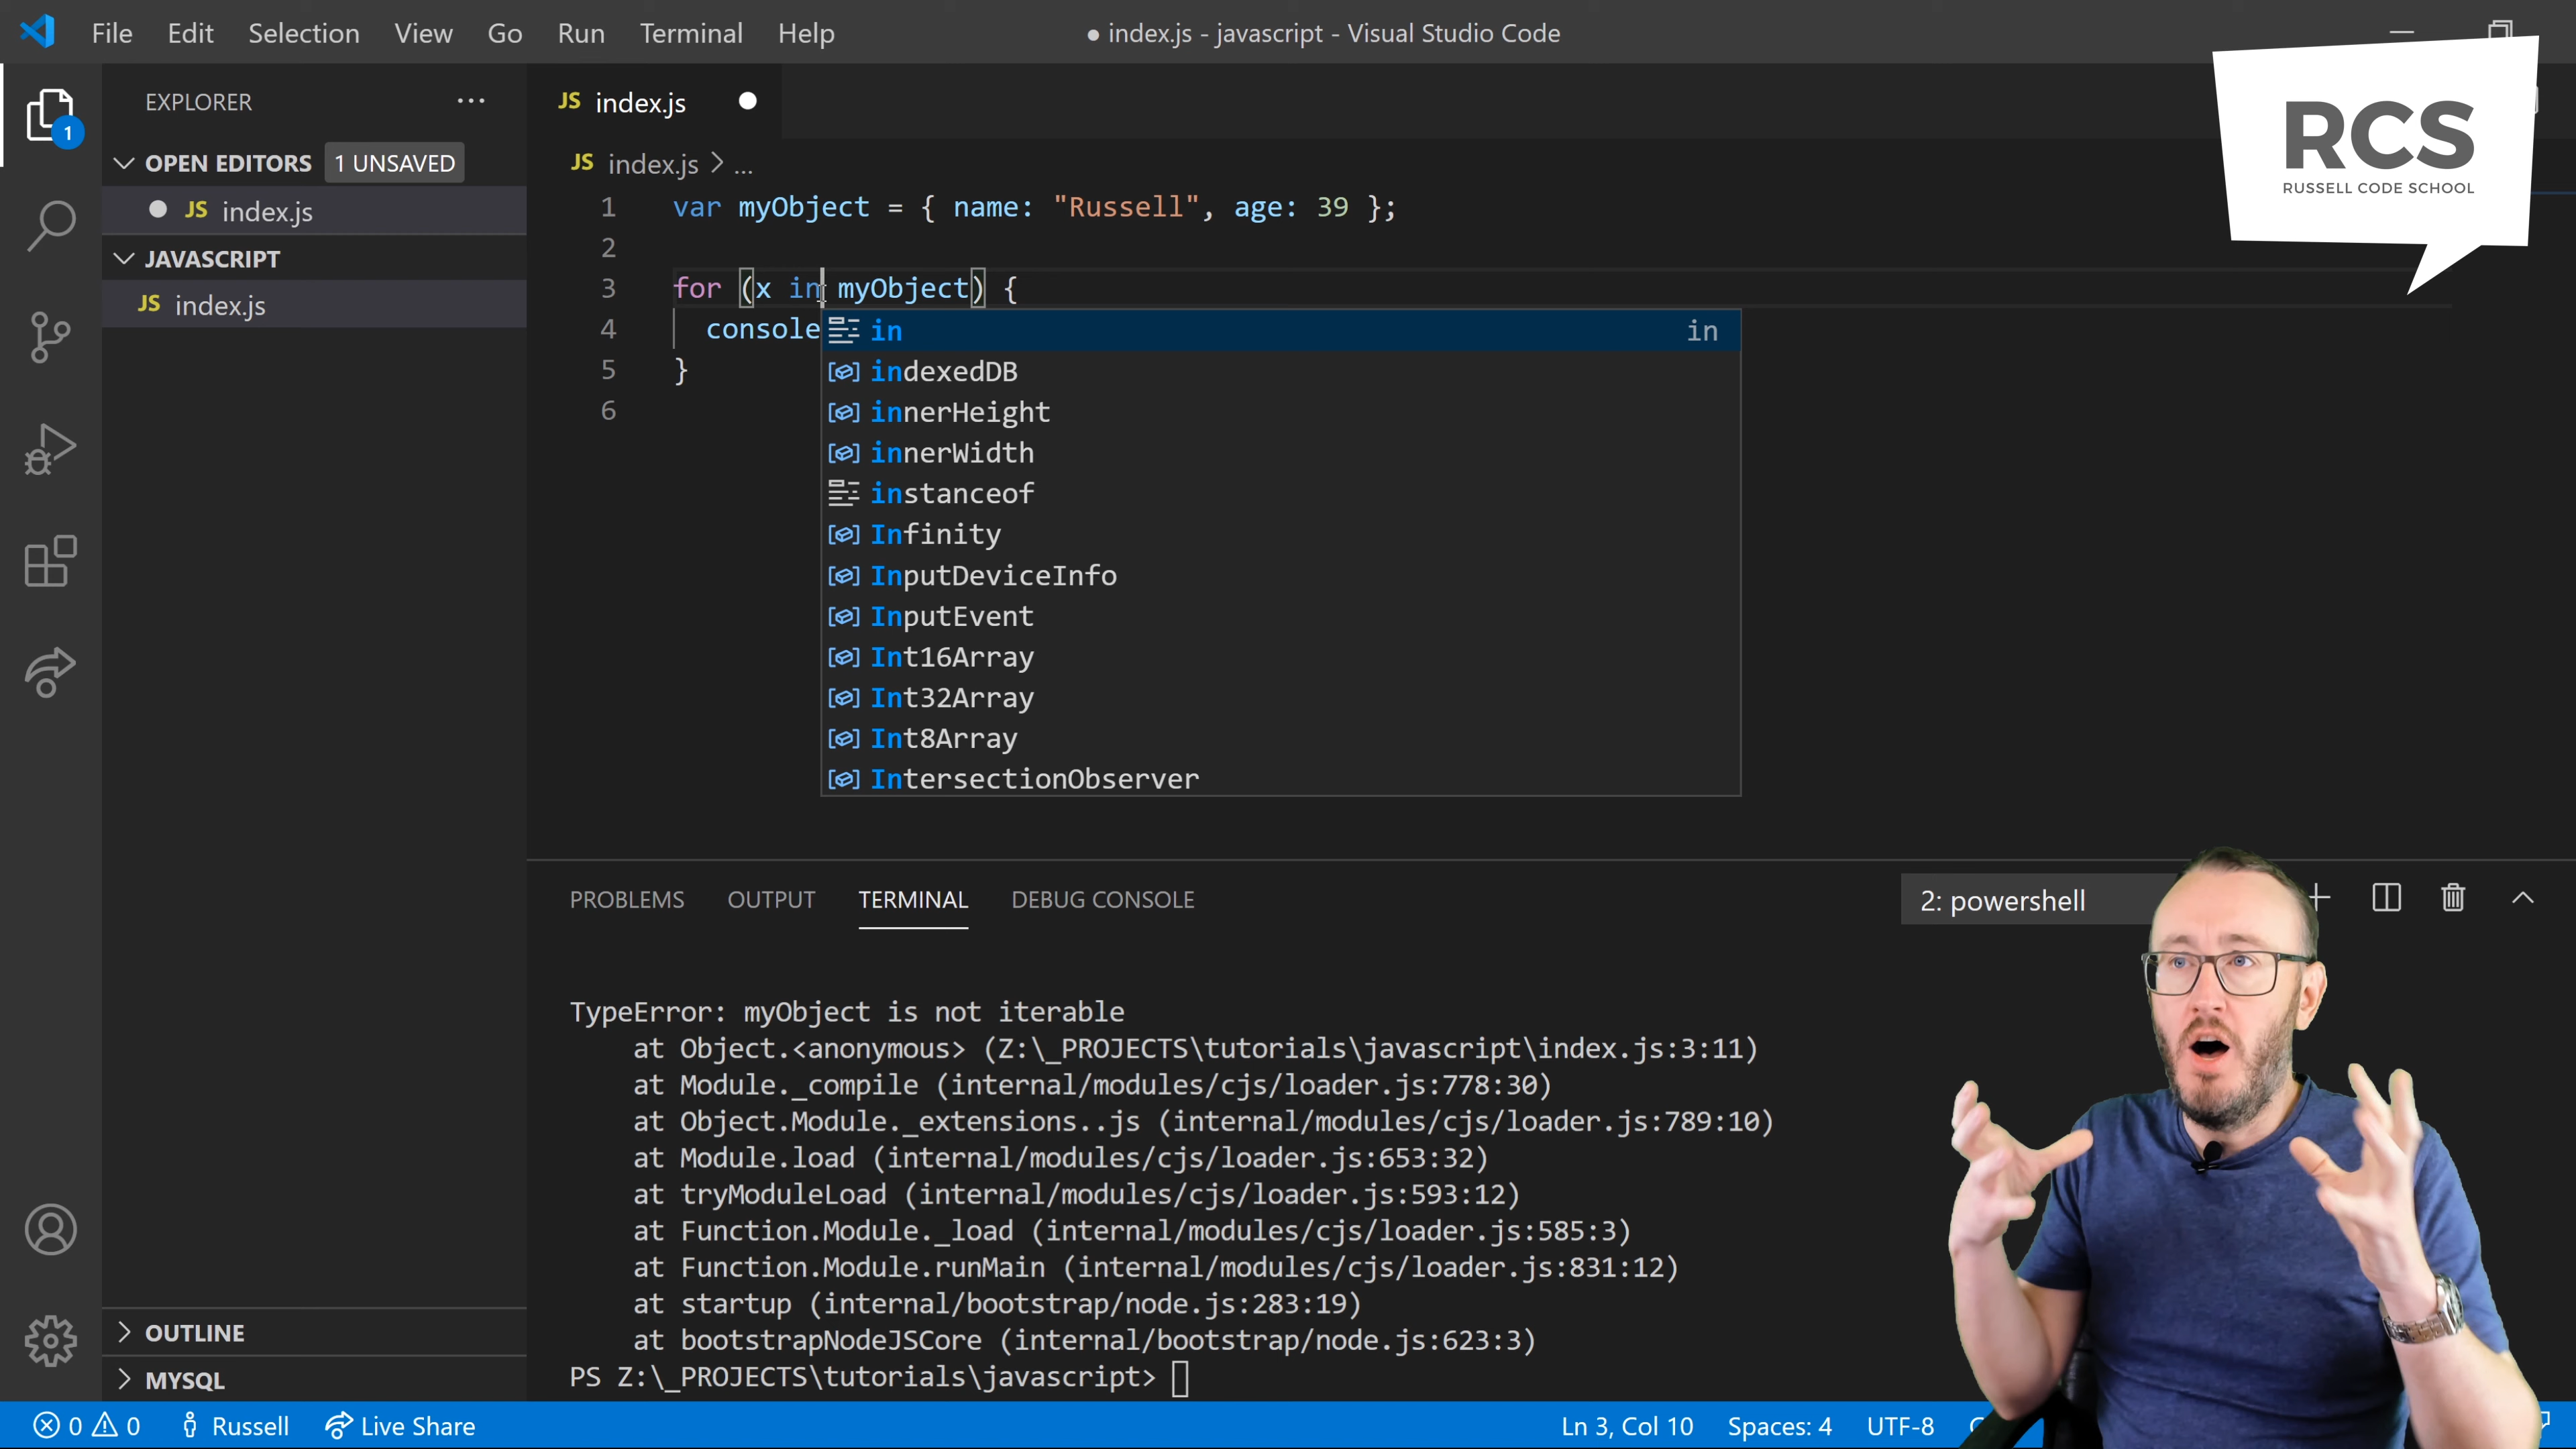 File Edit Selection View Go Run Terminal Help
● index.js - javascript - Visual Studio Code
RCS
RUSSELL CODE SCHOOL
1
EXPLORER ...
OPEN EDITORS 1 UNSAVED
JS index.js
JAVASCRIPT
JS index.js
OUTLINE
MYSQL
JS index.js
JS index.js > ...
1 var myObject = { name: "Russell", age: 39 };
2
3 for (x in myObject) {
4 console
5 }
6
in in
indexedDB
innerHeight
innerWidth
instanceof
Infinity
InputDeviceInfo
InputEvent
Int16Array
Int32Array
Int8Array
IntersectionObserver
PROBLEMS OUTPUT TERMINAL DEBUG CONSOLE
2: powershell
TypeError: myObject is not iterable
at Object.<anonymous> (Z:\_PROJECTS\tutorials\javascript\index.js:3:11)
at Module._compile (internal/modules/cjs/loader.js:778:30)
at Object.Module._extensions..js (internal/modules/cjs/loader.js:789:10)
at Module.load (internal/modules/cjs/loader.js:653:32)
at tryModuleLoad (internal/modules/cjs/loader.js:593:12)
at Function.Module._load (internal/modules/cjs/loader.js:585:3)
at Function.Module.runMain (internal/modules/cjs/loader.js:831:12)
at startup (internal/bootstrap/node.js:283:19)
at bootstrapNodeJSCore (internal/bootstrap/node.js:623:3)
PS Z:\_PROJECTS\tutorials\javascript>
0 0 Russell Live Share
Ln 3, Col 10 Spaces: 4 UTF-8